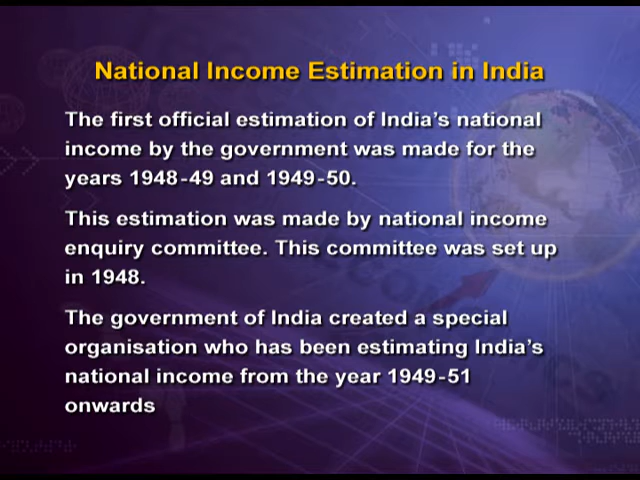 National Income Estimation in India
The first official estimation of India's national
income by the government was made for the
years 1948-49 and 1949-50.
This estimation was made by national income
enquiry committee. This committee was set up
in 1948.
The government of India created a special
organisation who has been estimating India's
national income from the year 1949-51
onwards